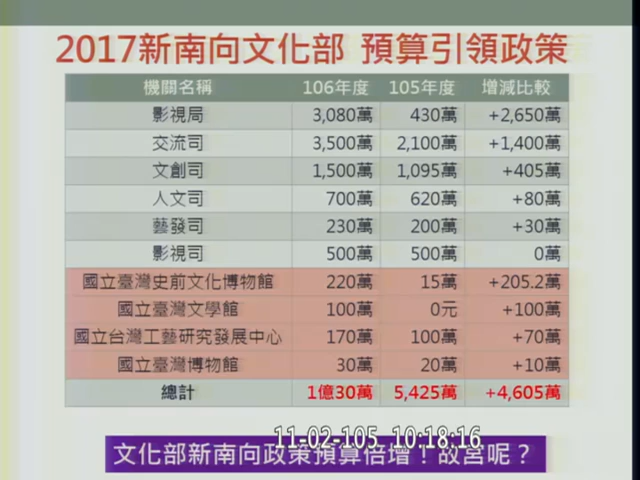 2017新南向文化部 預算引領政策
機關名稱 106年度 105年度 增減比較
影視局 3,080萬 430萬 +2,650萬
交流司 3,500萬 2,100萬 +1,400萬
文創司 1,500萬 1,095萬 +405萬
人文司 700萬 620萬 +80萬
藝發司 230萬 200萬 +30萬
影視司 500萬 500萬 0萬
國立臺灣史前文化博物館 220萬 15萬 +205.2萬
國立臺灣文學館 100萬 0元 +100萬
國立台灣工藝研究發展中心 170萬 100萬 +70萬
國立臺灣博物館 30萬 20萬 +10萬
總計 1億30萬 5,425萬 +4,605萬
11-02-105 10:18:16
文化部新南向政策預算倍增！故宮呢？